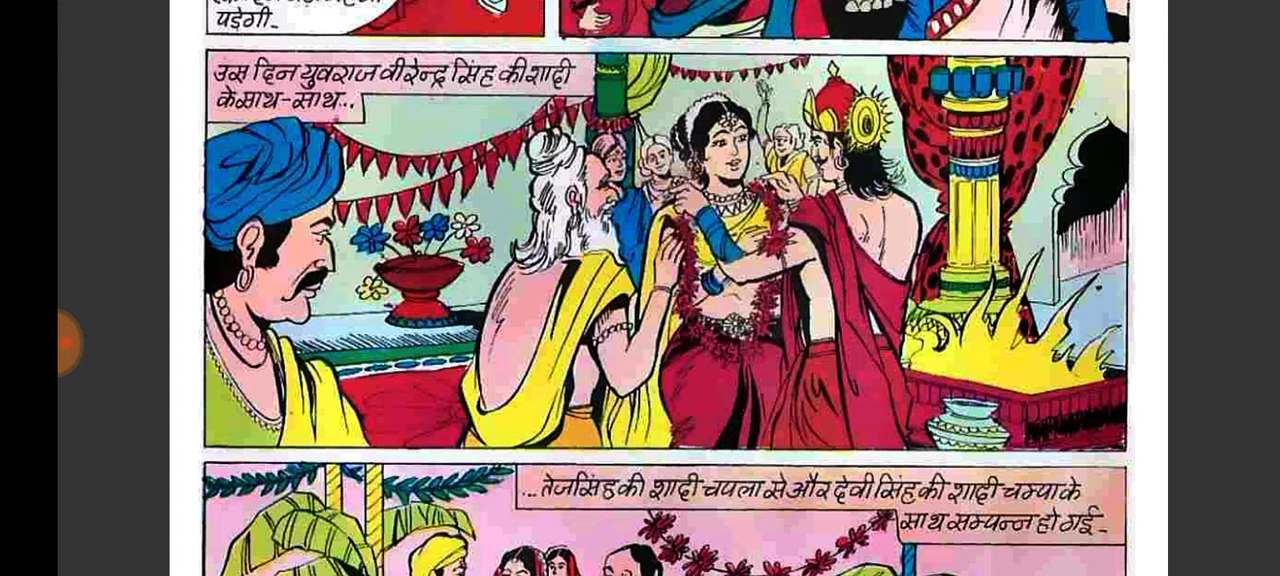 पड़ेगी-
उस दिन युवराज वीरेन्द्र सिंह की शादी
के साथ-साथ..
...तेजसिंह की शादी चपला से और देवीसिंह की शादी चम्पा के
साथ सम्पन्न हो गई-